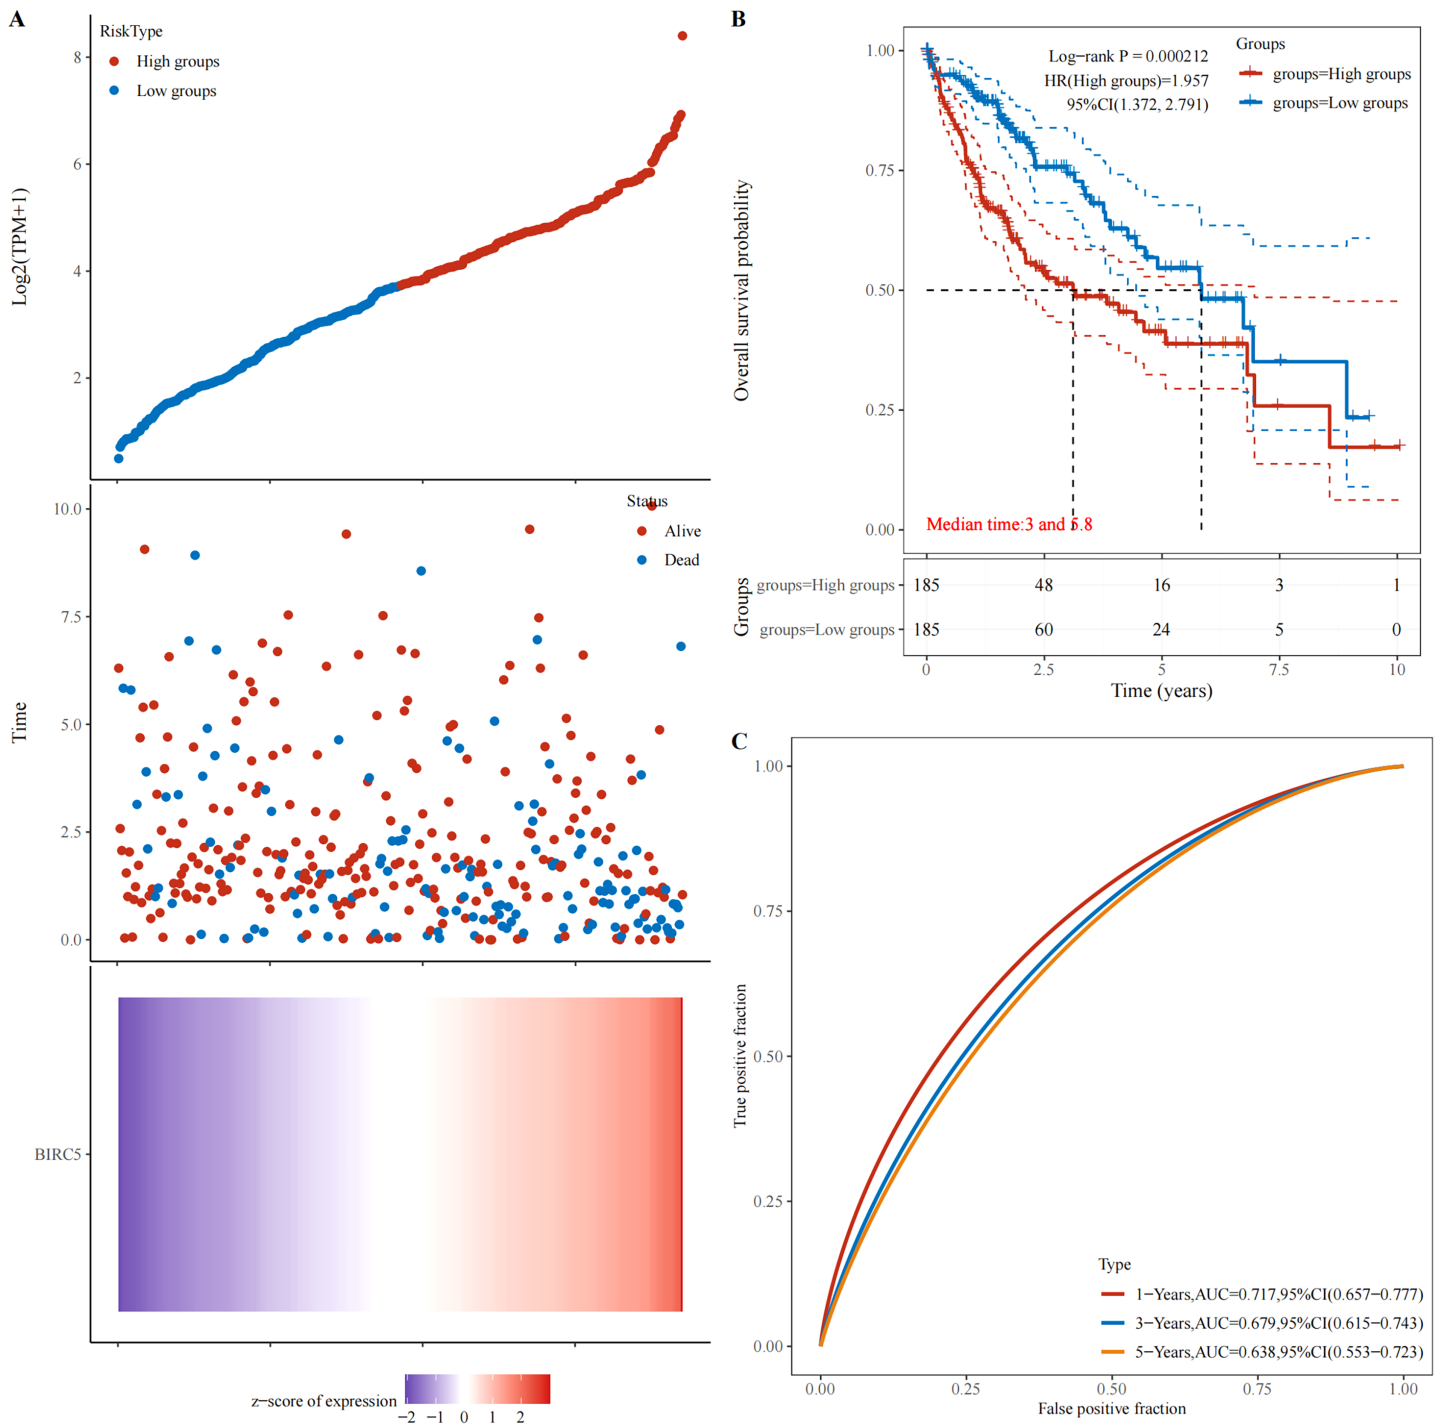 A
RiskType
High groups
Low groups
Log2(TPM+1)
8
6
4
2
Status
Alive
Dead
Time
10.0
7.5
5.0
2.5
0.0
BIRC5
z−score of expression
−2 −1 0 1 2
B
Log−rank P = 0.000212
HR(High groups)=1.957
95%CI(1.372, 2.791)
Groups
groups=High groups
groups=Low groups
Overall survival probability
1.00
0.75
0.50
0.25
0.00
Median time:3 and 5.8
Groups
groups=High groups 185 48 16 3 1
groups=Low groups 185 60 24 5 0
0 2.5 5 7.5 10
Time (years)
C
True positive fraction
1.00
0.75
0.50
0.25
0.00
Type
1−Years,AUC=0.717,95%CI(0.657−0.777)
3−Years,AUC=0.679,95%CI(0.615−0.743)
5−Years,AUC=0.638,95%CI(0.553−0.723)
0.00 0.25 0.50 0.75 1.00
False positive fraction